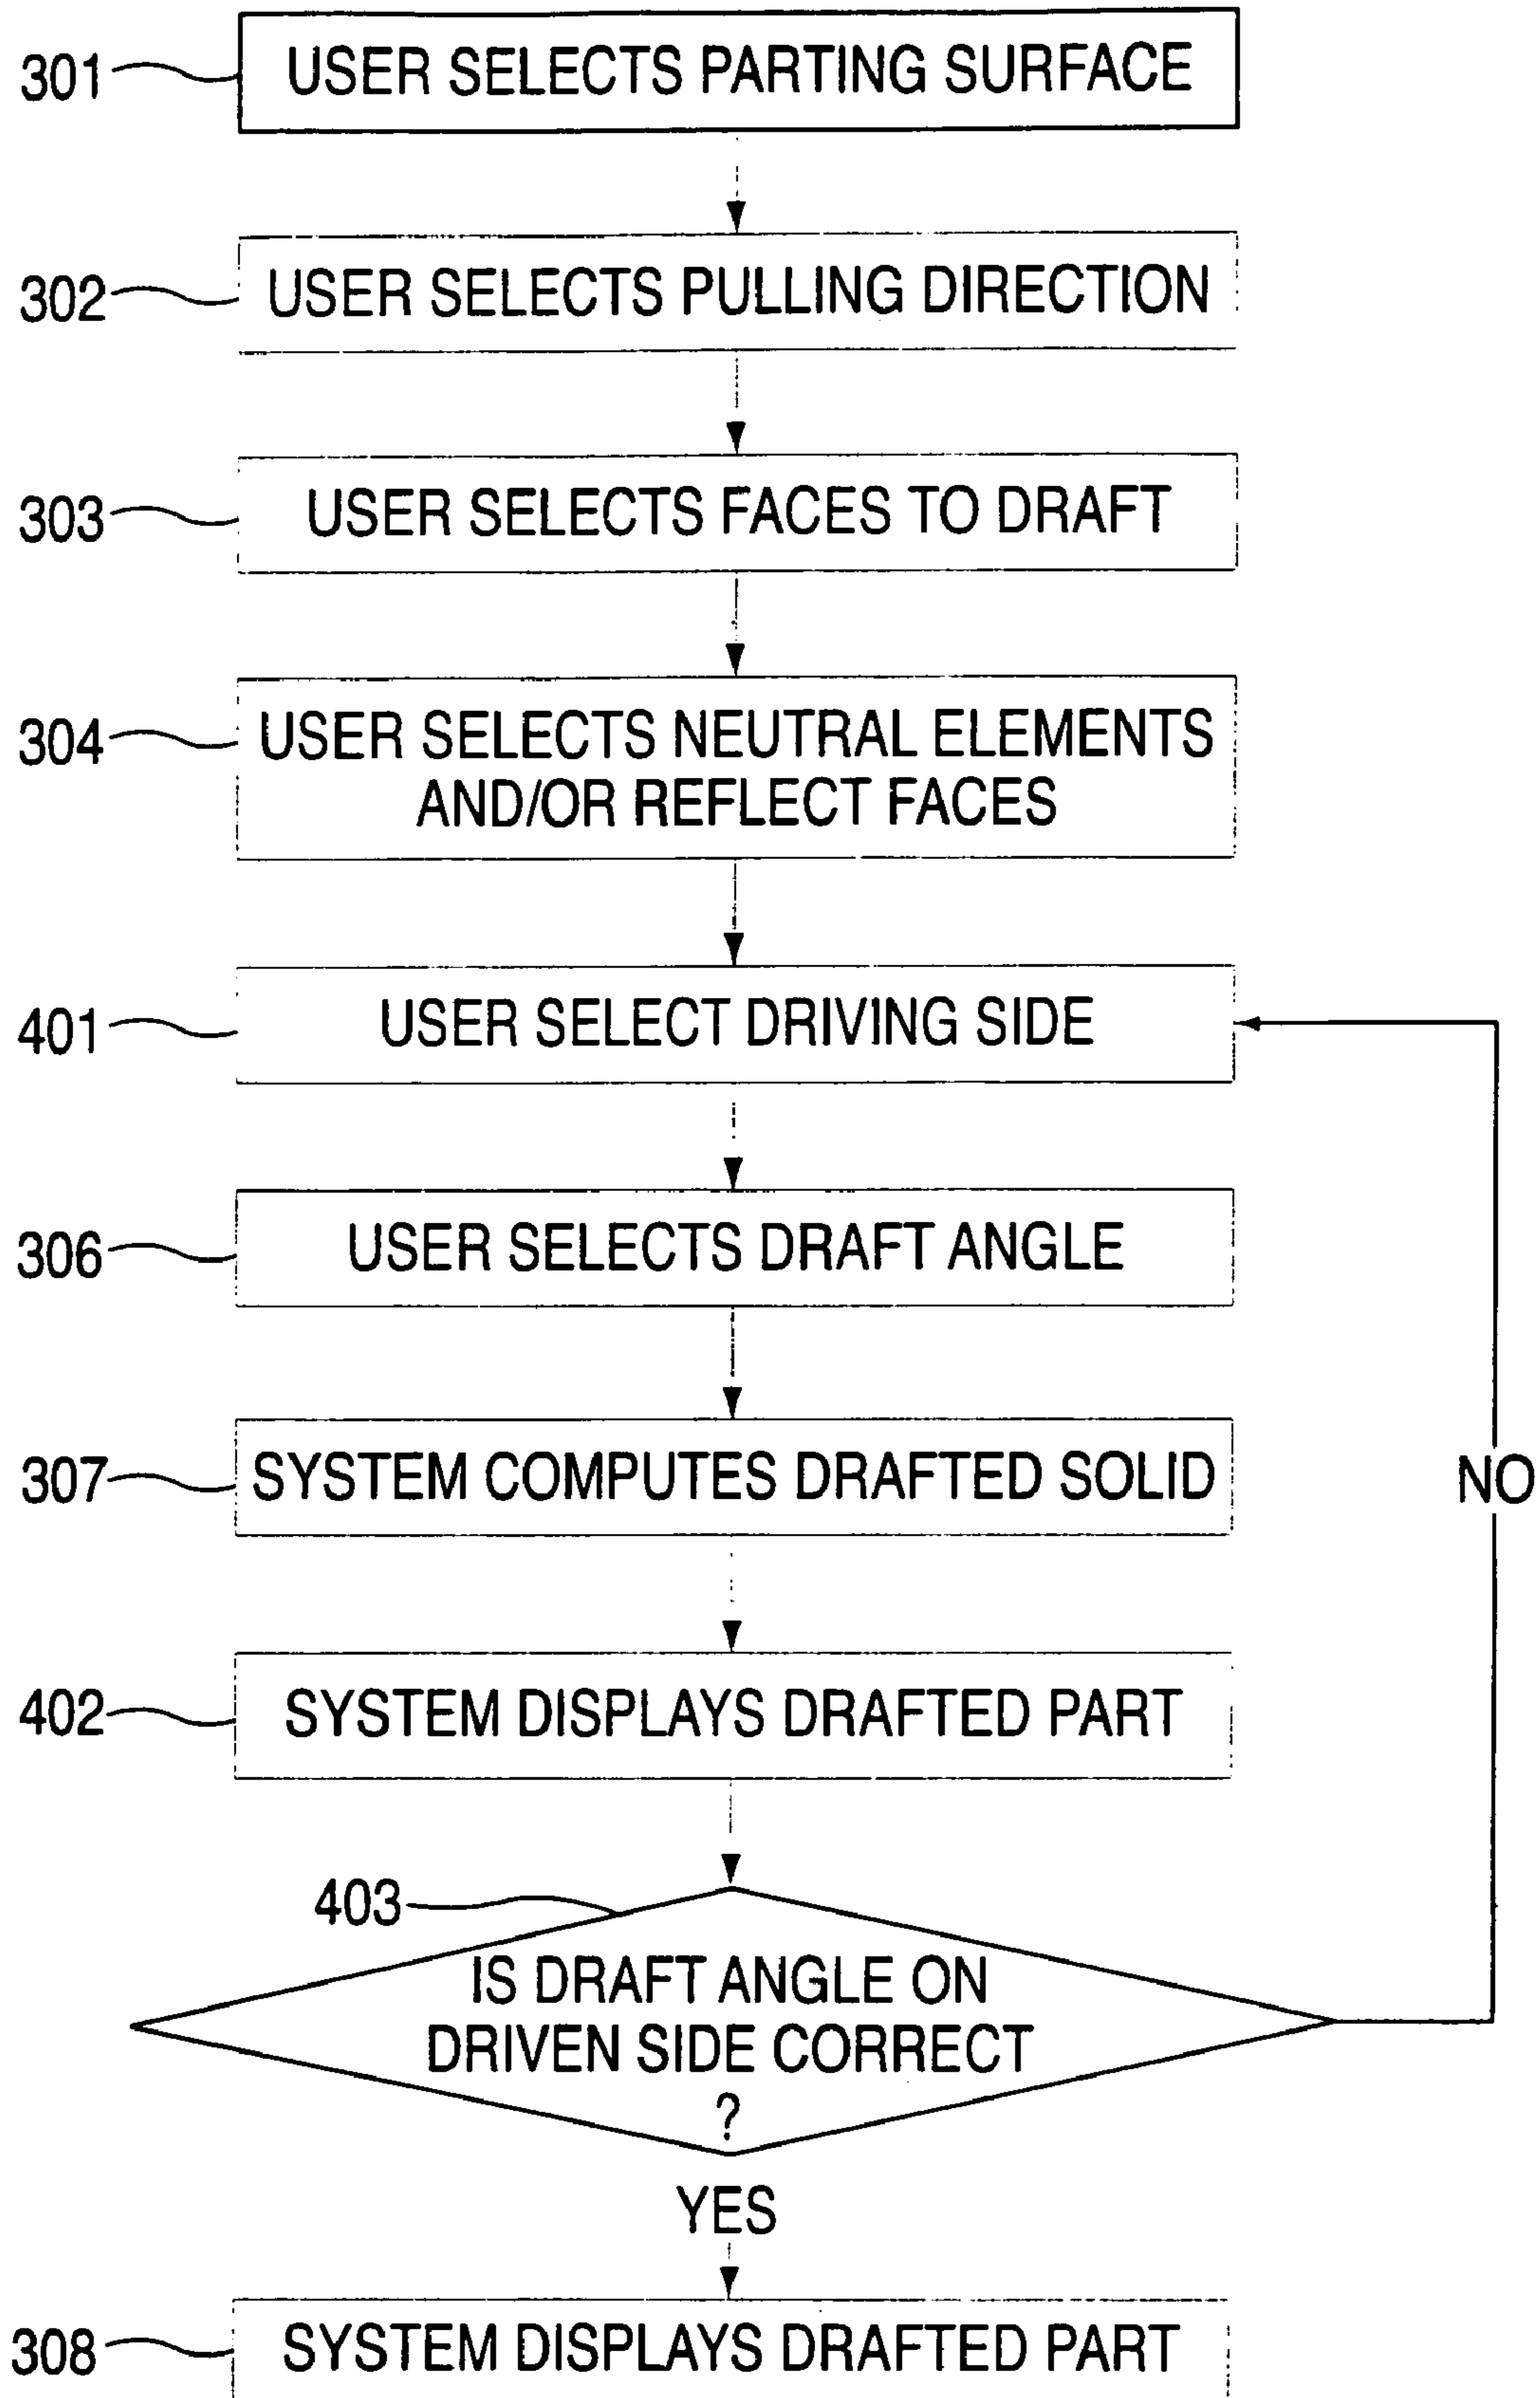 301
USER SELECTS PARTING SURFACE
302
USER SELECTS PULLING DIRECTION
303
USER SELECTS FACES TO DRAFT
304
USER SELECTS NEUTRAL ELEMENTS
AND/OR REFLECT FACES
401
USER SELECT DRIVING SIDE
306
USER SELECTS DRAFT ANGLE
307
SYSTEM COMPUTES DRAFTED SOLID
NO
402
SYSTEM DISPLAYS DRAFTED PART
403
IS DRAFT ANGLE ON
DRIVEN SIDE CORRECT
?
YES
308
SYSTEM DISPLAYS DRAFTED PART